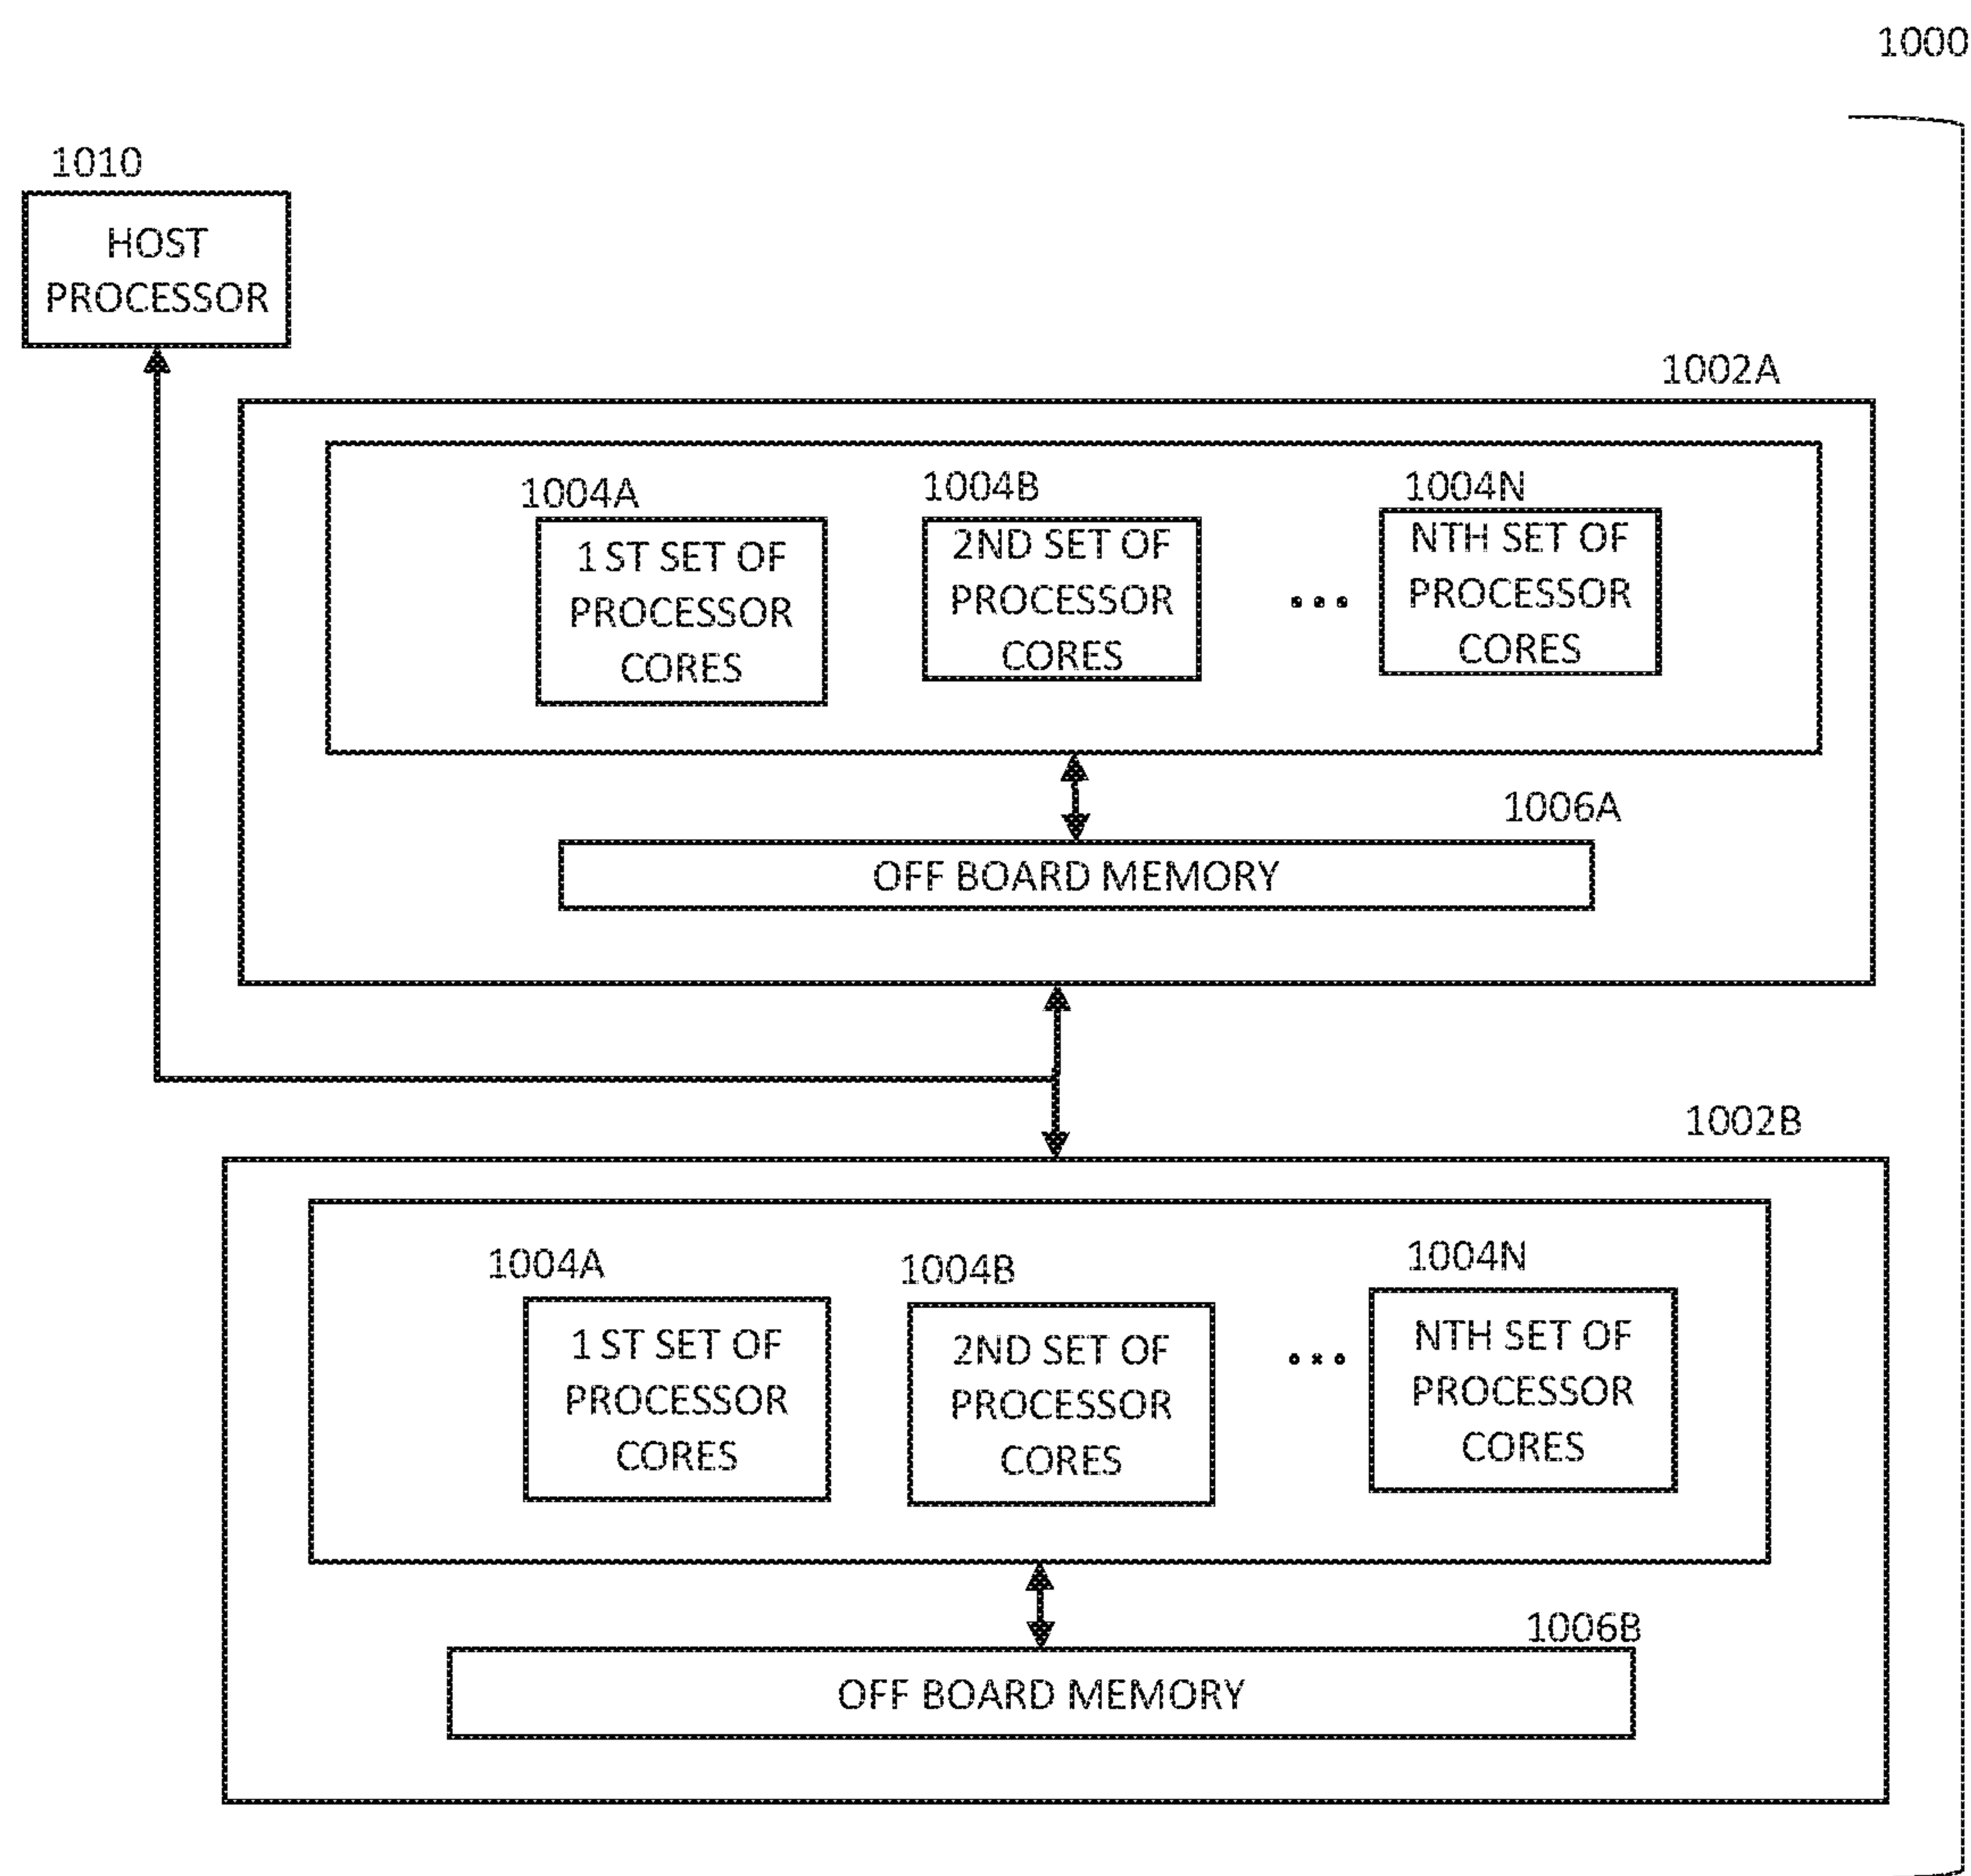 1000
1010
HOST
PROCESSOR
1002A
1004A
1 ST SET OF
PROCESSOR
CORES
1004B
2ND SET OF
PROCESSOR
CORES
...
1004N
NTH SET OF
PROCESSOR
CORES
1006A
OFF BOARD MEMORY
1002B
1004A
1 ST SET OF
PROCESSOR
CORES
1004B
2ND SET OF
PROCESSOR
CORES
...
1004N
NTH SET OF
PROCESSOR
CORES
1006B
OFF BOARD MEMORY